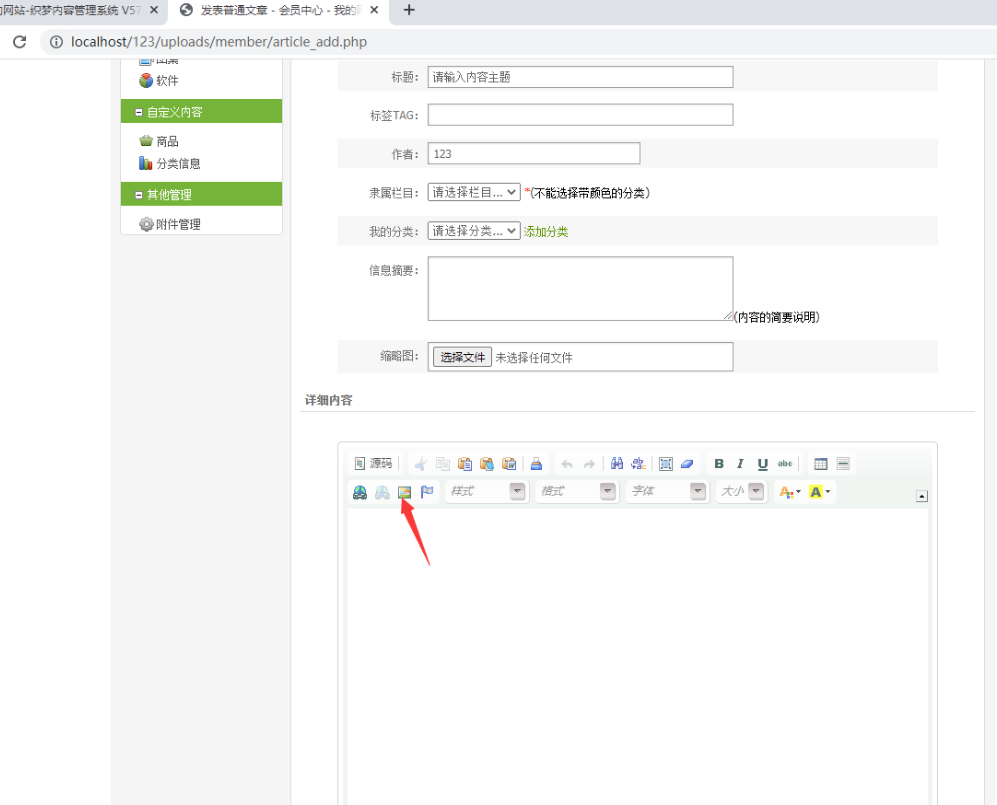 的网站-织梦内容管理系统 V57
发表普通文章 - 会员中心 - 我的
localhost/123/uploads/member/article_add.php
图集
软件
自定义内容
商品
分类信息
其他管理
附件管理
标题: 请输入内容主题
标签TAG:
作者: 123
隶属栏目: 请选择栏目... *(不能选择带颜色的分类)
我的分类: 请选择分类... 添加分类
信息摘要:
(内容的简要说明)
缩略图: 选择文件 未选择任何文件
详细内容
源码 B I U abc
样式 格式 字体 大小 A A